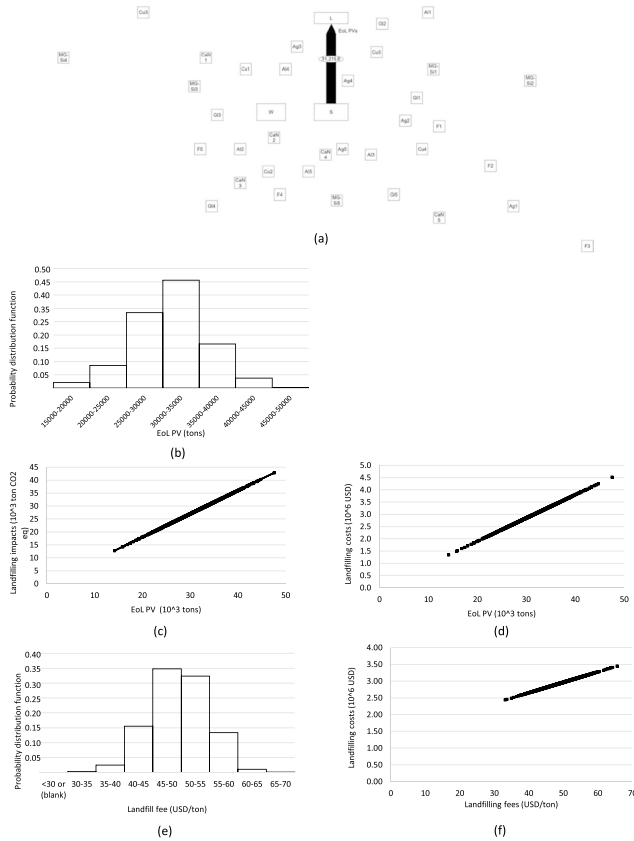 Cu3
Al1
L
Gl2
EoL PVs
Ag3
Cu5
MG-Si4
CaN 1
Cu1
Al4
MG-Si1
Ag4
MG-Si2
MG-Si3
Gl1
Gl3
W
S
Ag2
F1
CaN 2
F5
Al2
CaN 4
Ag5
Al3
Cu4
F2
Cu2
Al5
CaN 3
F4
Gl4
MG-Si5
Gl5
CaN 5
Ag1
F3
(a)
Probability distribution function
0.50
0.45
0.40
0.35
0.30
0.25
0.20
0.15
0.10
0.05
15000-20000
20000-25000
25000-30000
30000-35000
35000-40000
40000-45000
45000-50000
EoL PV (tons)
(b)
Landfilling impacts (10^3 ton CO2 eq)
45
40
35
30
25
20
15
10
5
0
0 10 20 30 40 50
EoL PV (10^3 tons)
(c)
Landfilling costs (10^6 USD)
5.0
4.5
4.0
3.5
3.0
2.5
2.0
1.5
1.0
0.5
0.0
0 10 20 30 40 50
EoL PV (10^3 tons)
(d)
Probability distribution function
0.40
0.35
0.30
0.25
0.20
0.15
0.10
0.05
<30 or (blank) 30-35 35-40 40-45 45-50 50-55 55-60 60-65 65-70
Landfill fee (USD/ton)
(e)
Landfilling costs (10^6 USD)
4.00
3.50
3.00
2.50
2.00
1.50
1.00
0.50
0.00
0 10 20 30 40 50 60 70
Landfilling fees (USD/ton)
(f)